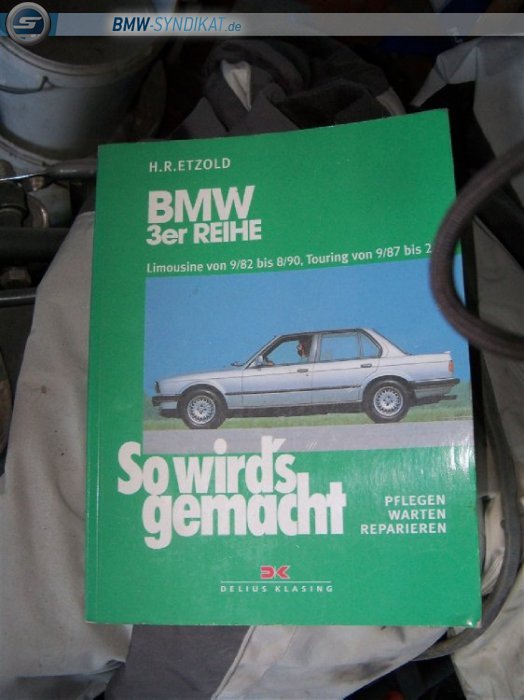 BMW-SYNDIKAT.de
H.R.ETZOLD
BMW
3er REIHE
Limousine von 9/82 bis 8/90, Touring von 9/87 bis 2
So wird's
gemacht
PFLEGEN
WARTEN
REPARIEREN
DK
DELIUS KLASING